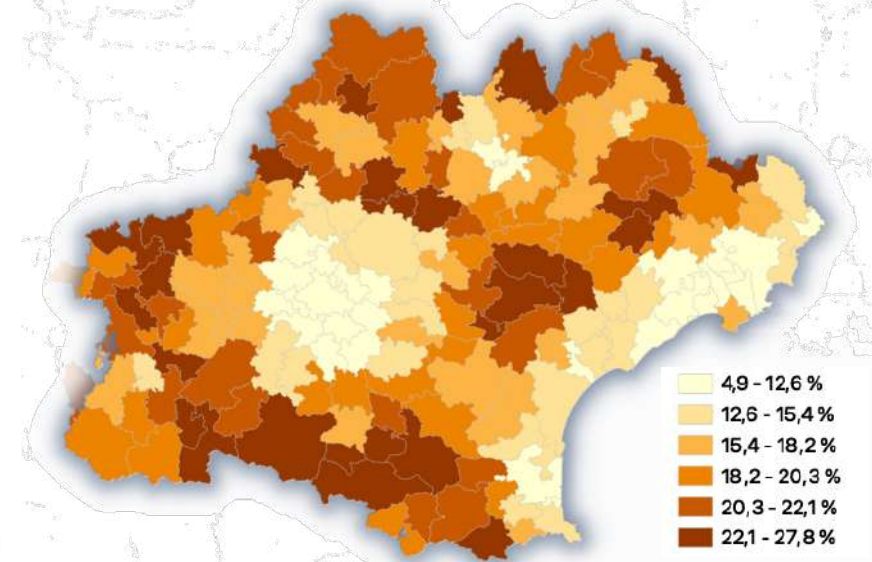 4,9 - 12,6 %
12,6 - 15,4 %
15,4 - 18,2 %
18,2 - 20,3 %
20,3 - 22,1 %
22,1 - 27,8 %